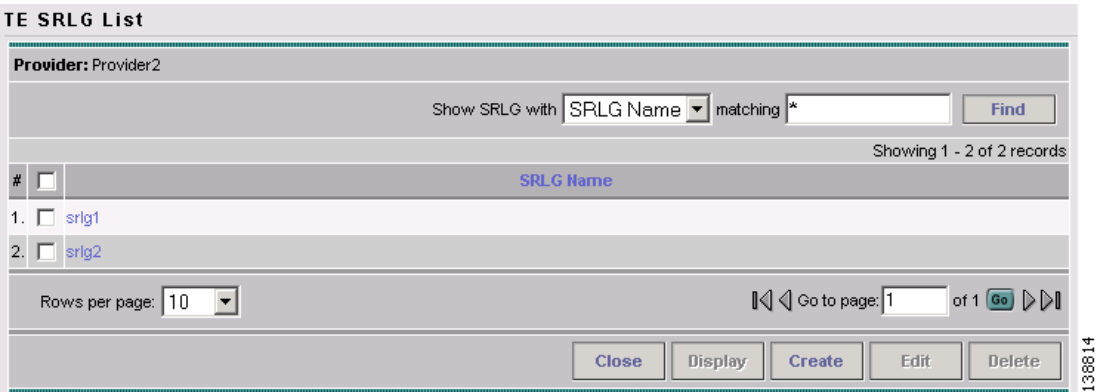 TE SRLG List
Provider: Provider2
Show SRLG with SRLG Name matching * Find
Showing 1 - 2 of 2 records
# SRLG Name
1. srlg1
2. srlg2
Rows per page: 10 Go to page: 1 of 1 Go
Close Display Create Edit Delete
138814